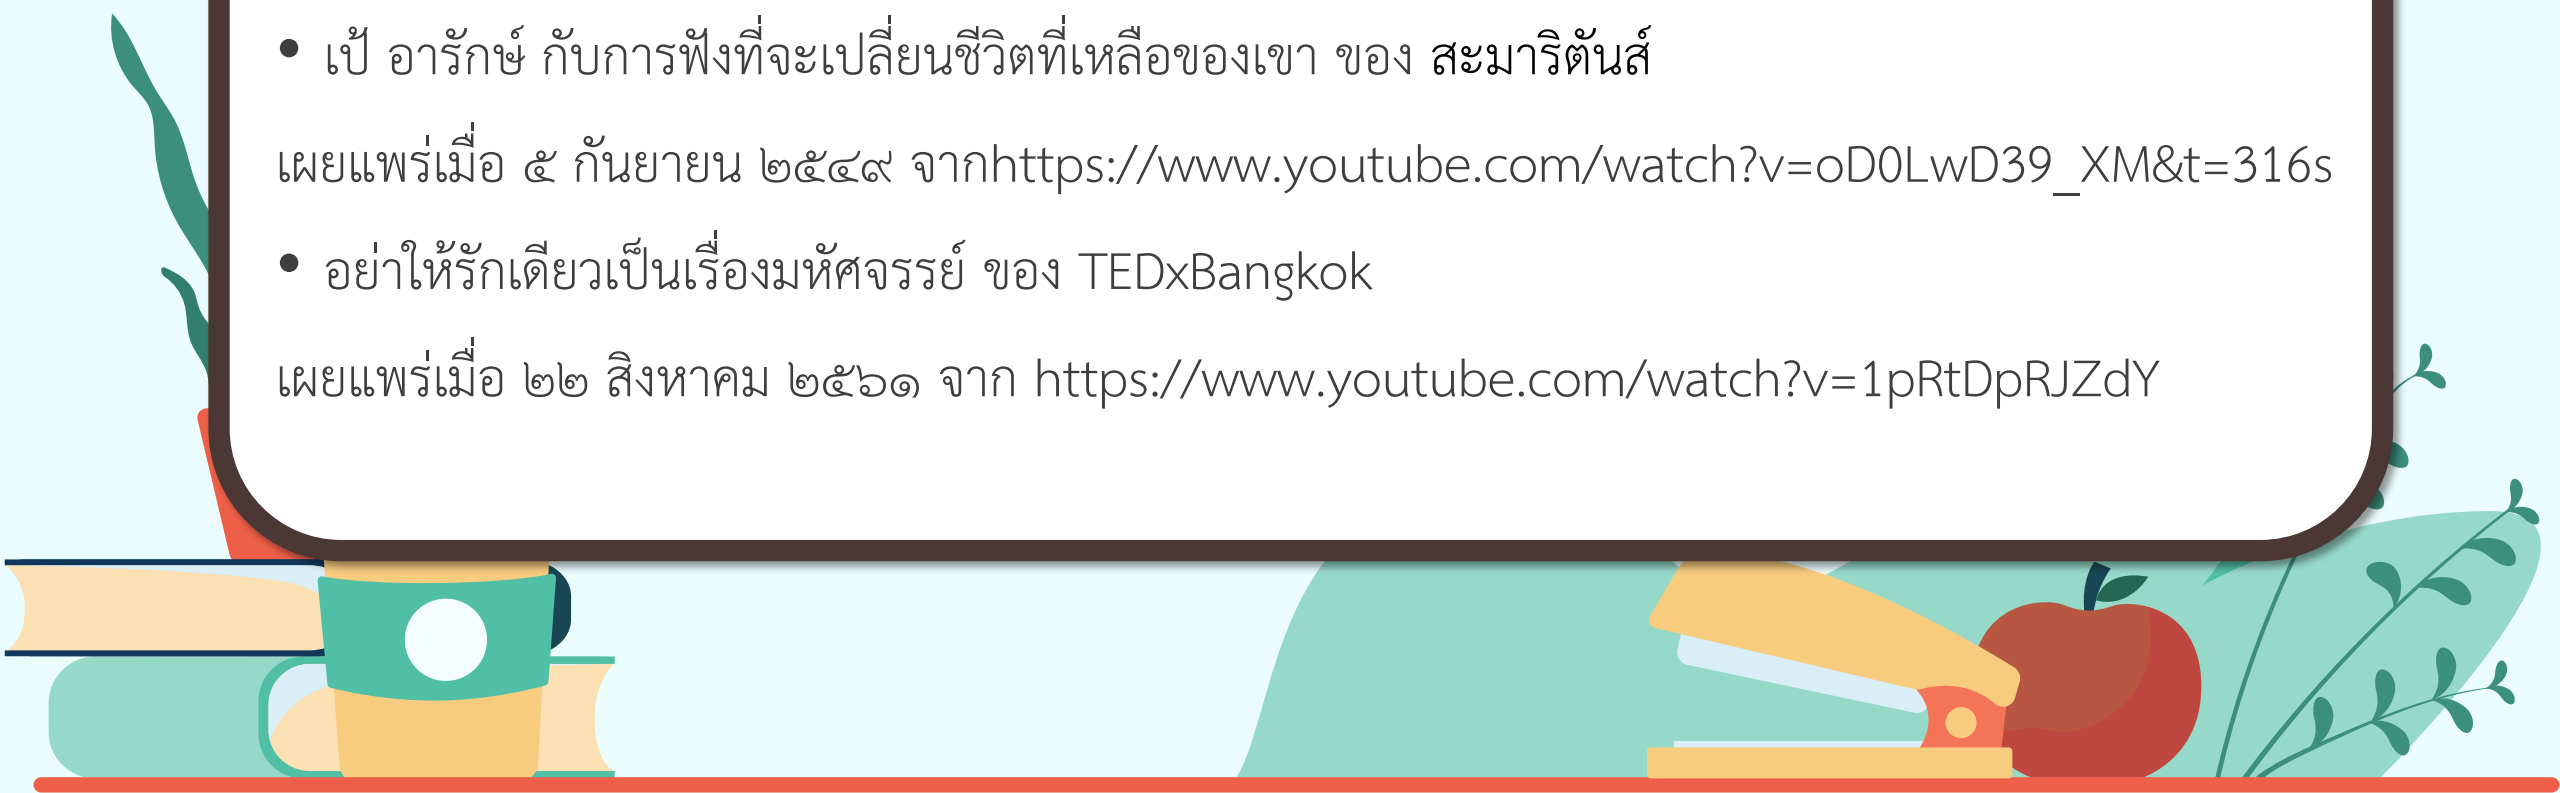 • เป้ อารักษ์ กับการฟังที่จะเปลี่ยนชีวิตที่เหลือของเขา ของ สะมาริตันส์
เผยแพร่เมื่อ ๕ กันยายน ๒๕๔๙ จากhttps://www.youtube.com/watch?v=oD0LwD39_XM&t=316s
• อย่าให้รักเดียวเป็นเรื่องมหัศจรรย์ ของ TEDxBangkok
เผยแพร่เมื่อ ๒๒ สิงหาคม ๒๕๖๑ จาก https://www.youtube.com/watch?v=1pRtDpRJZdY